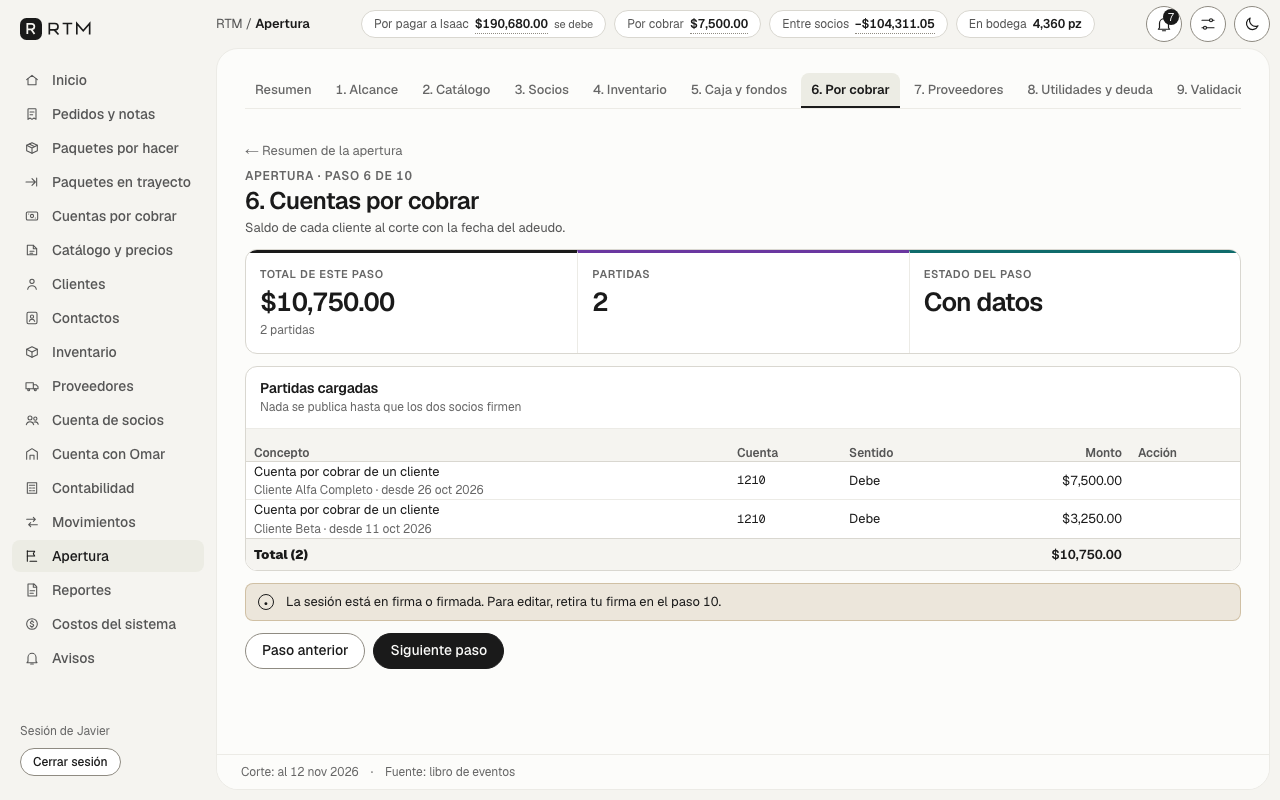 R RTM
RTM / Apertura
Por pagar a Isaac $190,680.00 se debe
Por cobrar $7,500.00
Entre socios −$104,311.05
En bodega 4,360 pz
7
Inicio
Pedidos y notas
Paquetes por hacer
Paquetes en trayecto
Cuentas por cobrar
Catálogo y precios
Clientes
Contactos
Inventario
Proveedores
Cuenta de socios
Cuenta con Omar
Contabilidad
Movimientos
Apertura
Reportes
Costos del sistema
Avisos
Sesión de Javier
Cerrar sesión
Resumen 1. Alcance 2. Catálogo 3. Socios 4. Inventario 5. Caja y fondos 6. Por cobrar 7. Proveedores 8. Utilidades y deuda 9. Validacio
← Resumen de la apertura
APERTURA · PASO 6 DE 10
6. Cuentas por cobrar
Saldo de cada cliente al corte con la fecha del adeudo.
TOTAL DE ESTE PASO
$10,750.00
2 partidas
PARTIDAS
2
ESTADO DEL PASO
Con datos
Partidas cargadas
Nada se publica hasta que los dos socios firmen
Concepto Cuenta Sentido Monto Acción
Cuenta por cobrar de un cliente 1210 Debe $7,500.00
Cliente Alfa Completo · desde 26 oct 2026
Cuenta por cobrar de un cliente 1210 Debe $3,250.00
Cliente Beta · desde 11 oct 2026
Total (2) $10,750.00
La sesión está en firma o firmada. Para editar, retira tu firma en el paso 10.
Paso anterior Siguiente paso
Corte: al 12 nov 2026 · Fuente: libro de eventos